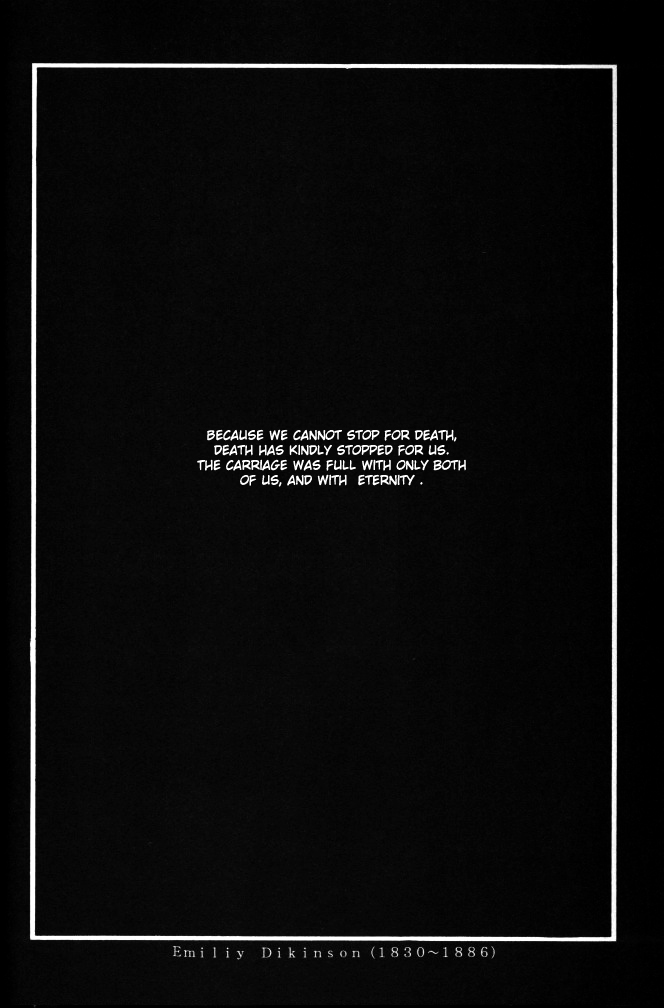 BECAUSE WE CANNOT STOP FOR DEATH,
DEATH HAS KINDLY STOPPED FOR US.
THE CARRIAGE WAS FULL WITH ONLY BOTH
OF US, AND WITH ETERNITY .
Emiliy Dikinson (1830~1886)